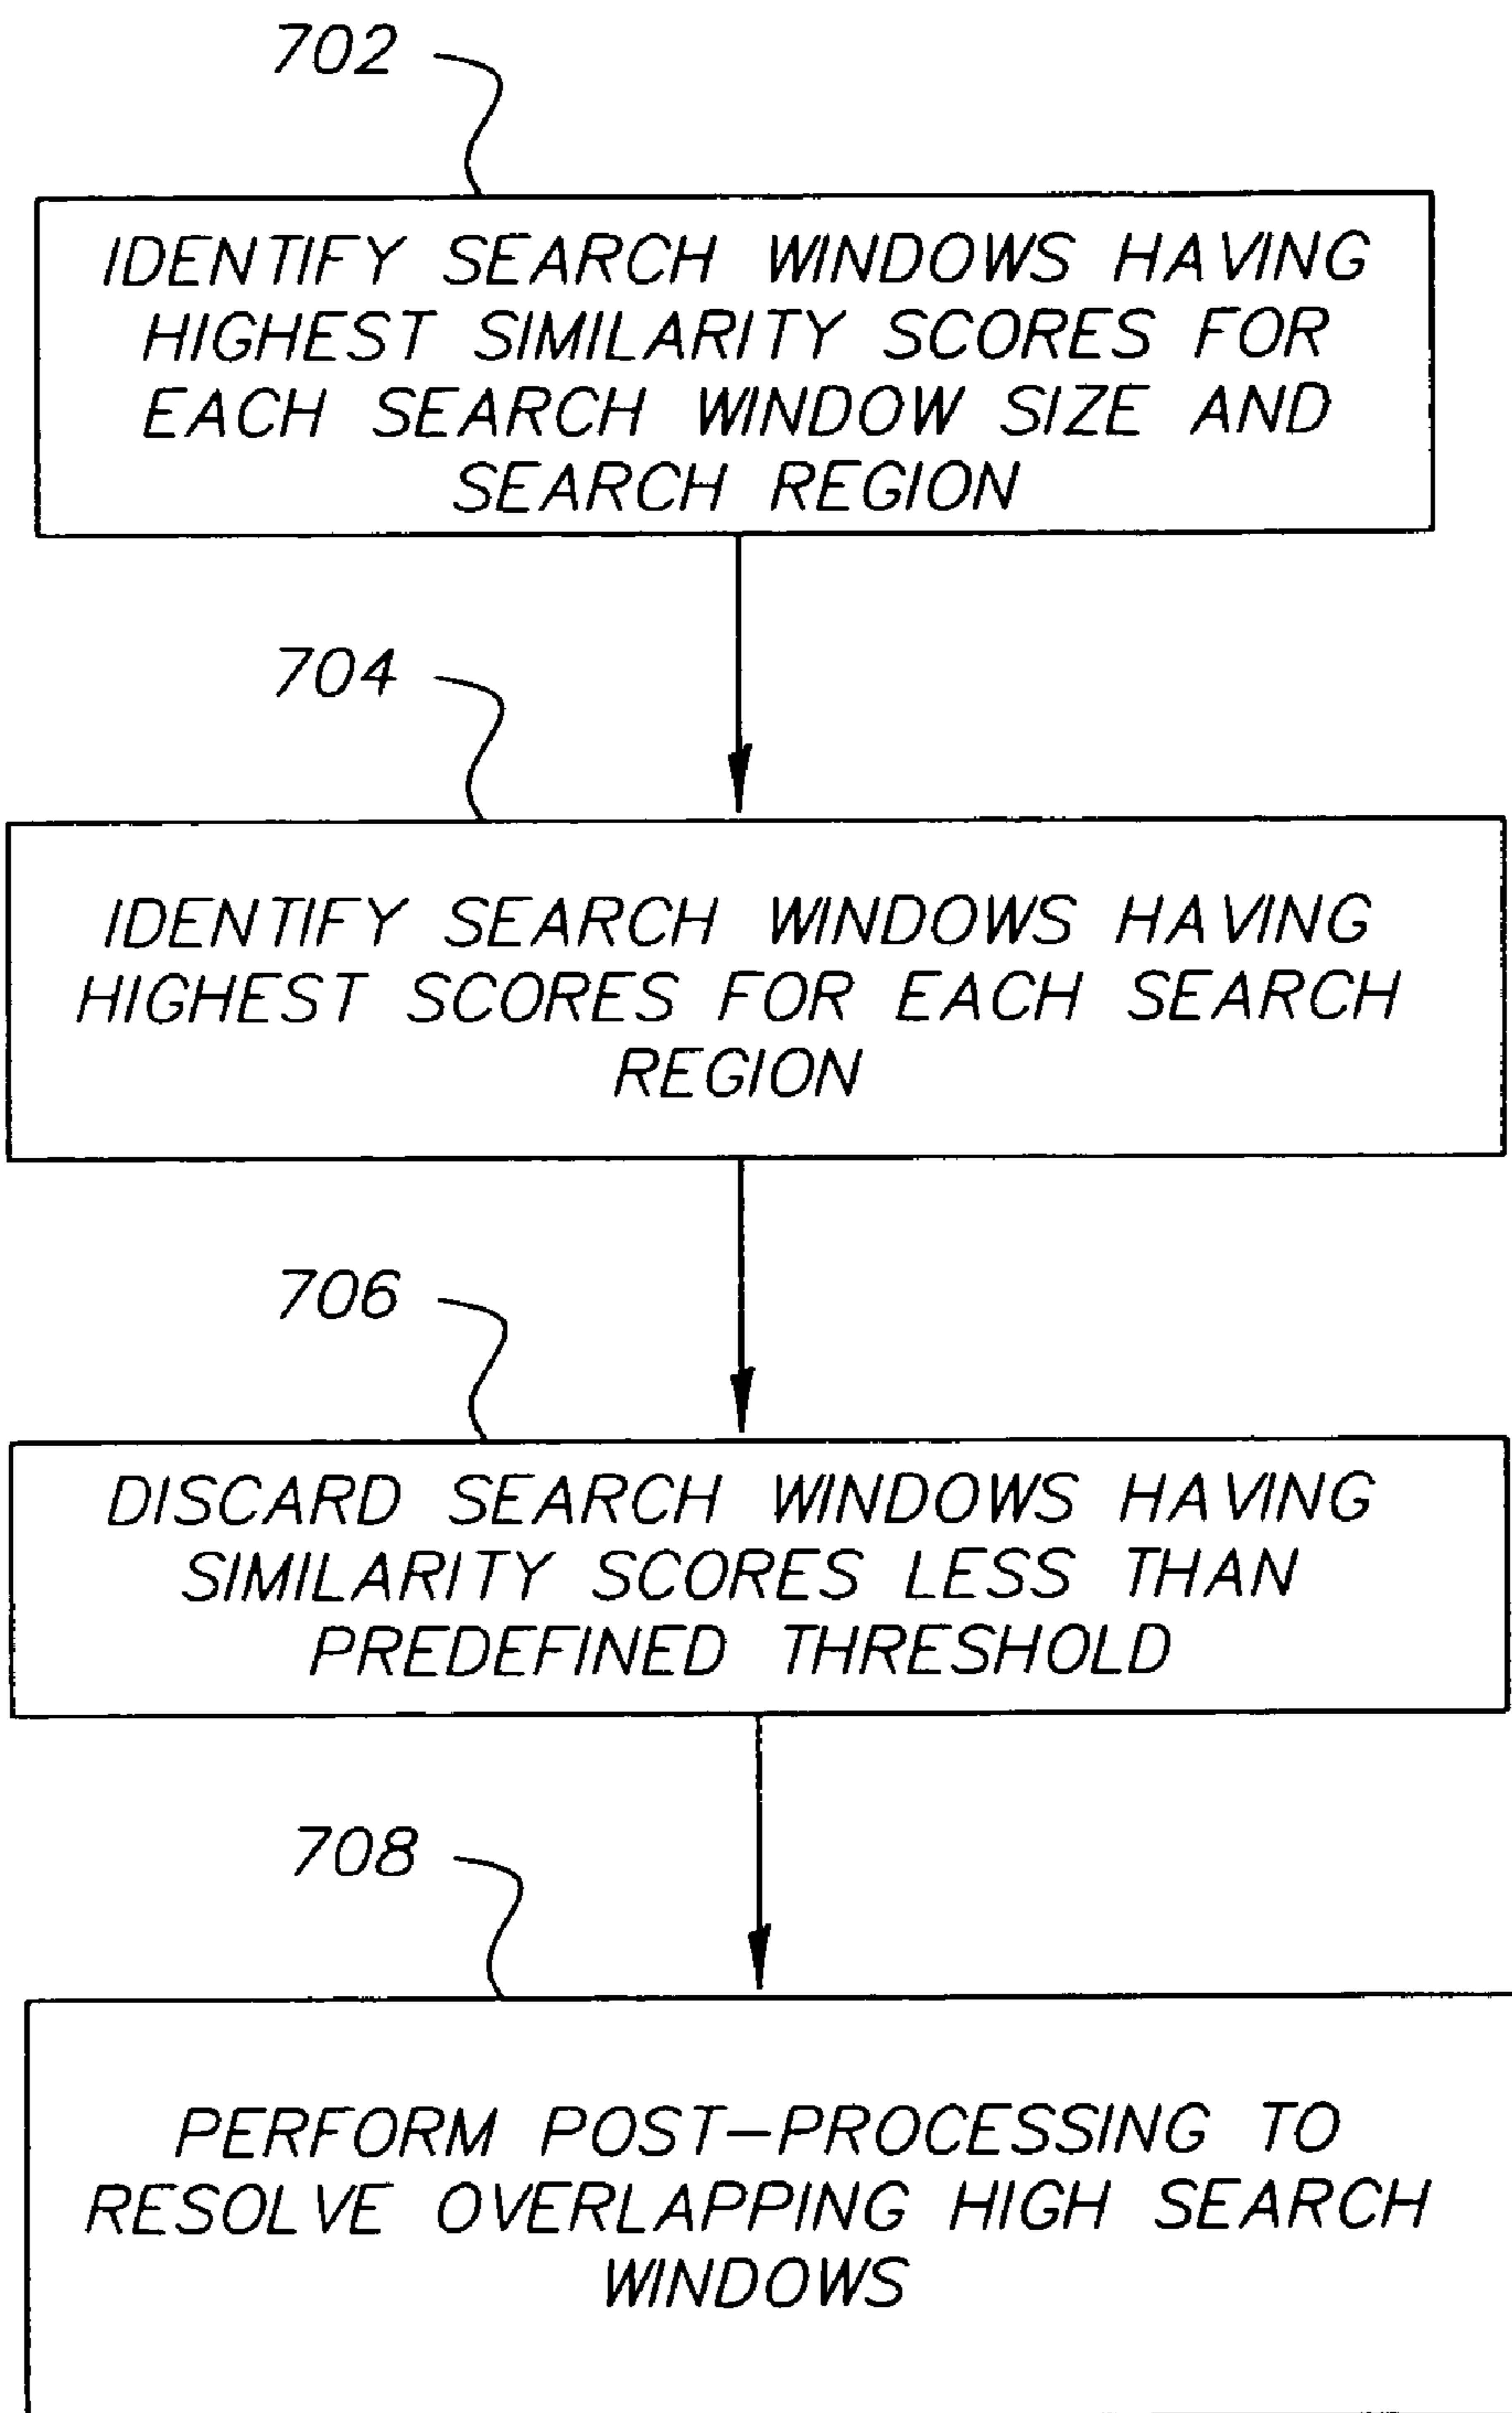 702
IDENTIFY SEARCH WINDOWS HAVING
HIGHEST SIMILARITY SCORES FOR
EACH SEARCH WINDOW SIZE AND
SEARCH REGION
704
IDENTIFY SEARCH WINDOWS HAVING
HIGHEST SCORES FOR EACH SEARCH
REGION
706
DISCARD SEARCH WINDOWS HAVING
SIMILARITY SCORES LESS THAN
PREDEFINED THRESHOLD
708
PERFORM POST-PROCESSING TO
RESOLVE OVERLAPPING HIGH SEARCH
WINDOWS